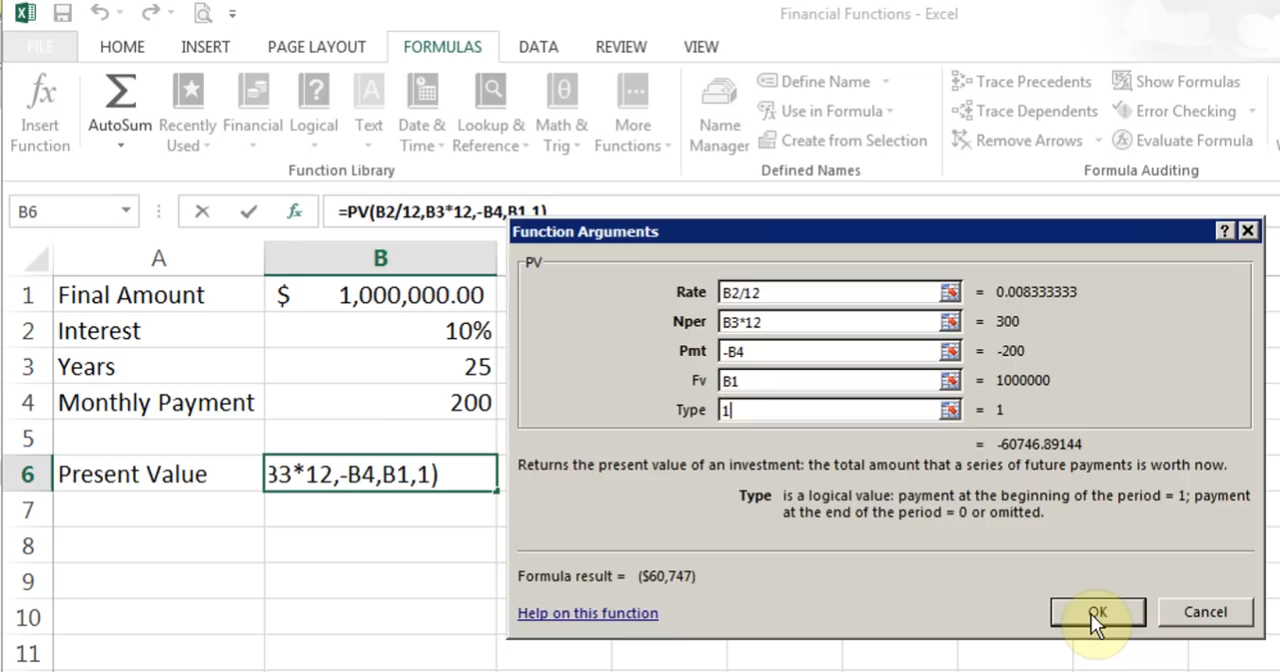 Financial Functions - Excel
FILE HOME INSERT PAGE LAYOUT FORMULAS DATA REVIEW VIEW
fx Σ ? A θ ...
Insert Function
AutoSum
Recently Used
Financial
Logical
Text
Date & Time
Lookup & Reference
Math & Trig
More Functions
Function Library
Name Manager
Define Name
Use in Formula
Create from Selection
Defined Names
Trace Precedents
Trace Dependents
Remove Arrows
Show Formulas
Error Checking
Evaluate Formula
Formula Auditing
B6 fx =PV(B2/12,B3*12,-B4,B1,1)
A B
1 Final Amount $ 1,000,000.00
2 Interest 10%
3 Years 25
4 Monthly Payment 200
5
6 Present Value 33*12,-B4,B1,1)
7
8
9
10
11
Function Arguments ? X
PV
Rate B2/12 = 0.008333333
Nper B3*12 = 300
Pmt -B4 = -200
Fv B1 = 1000000
Type 1 = 1
= -60746.89144
Returns the present value of an investment: the total amount that a series of future payments is worth now.
Type is a logical value: payment at the beginning of the period = 1; payment
at the end of the period = 0 or omitted.
Formula result = ($60,747)
Help on this function
OK Cancel